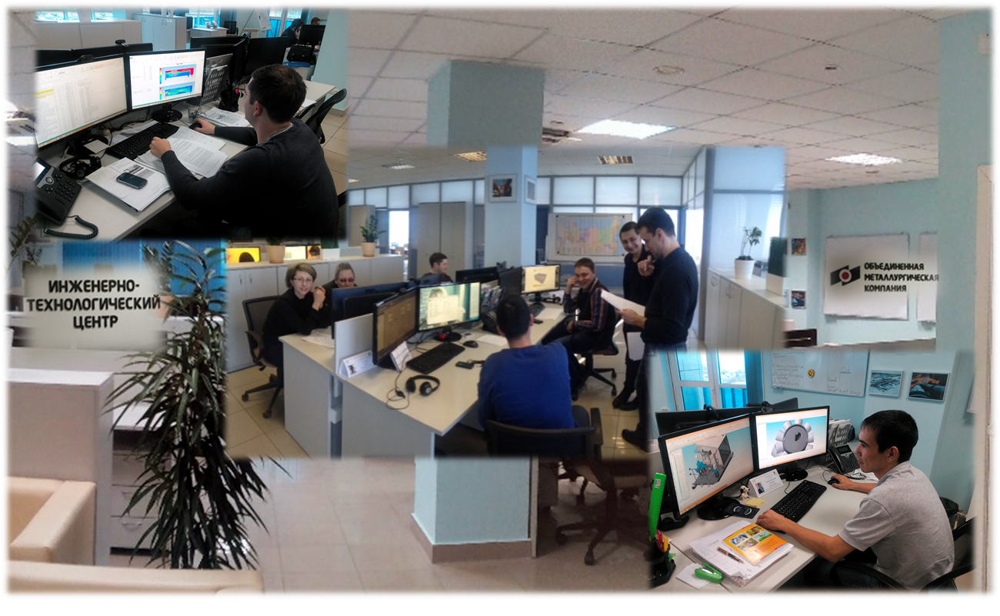 ИНЖЕНЕРНО-
ТЕХНОЛОГИЧЕСКИЙ
ЦЕНТР
ОБЪЕДИНЕННАЯ
МЕТАЛЛУРГИЧЕСКАЯ
КОМПАНИЯ